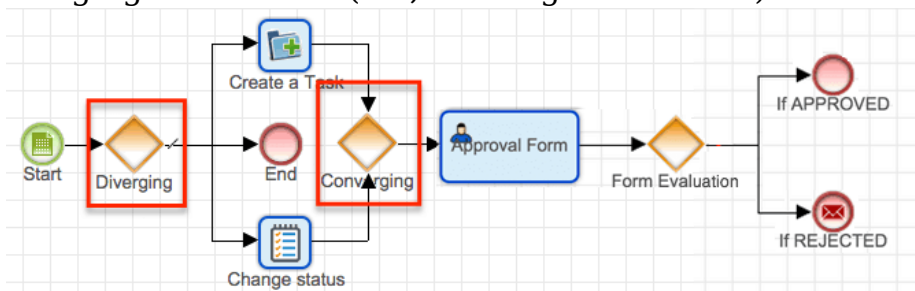 Create a Task
Start
Diverging
End
Converging
Approval Form
Form Evaluation
If APPROVED
If REJECTED
Change status